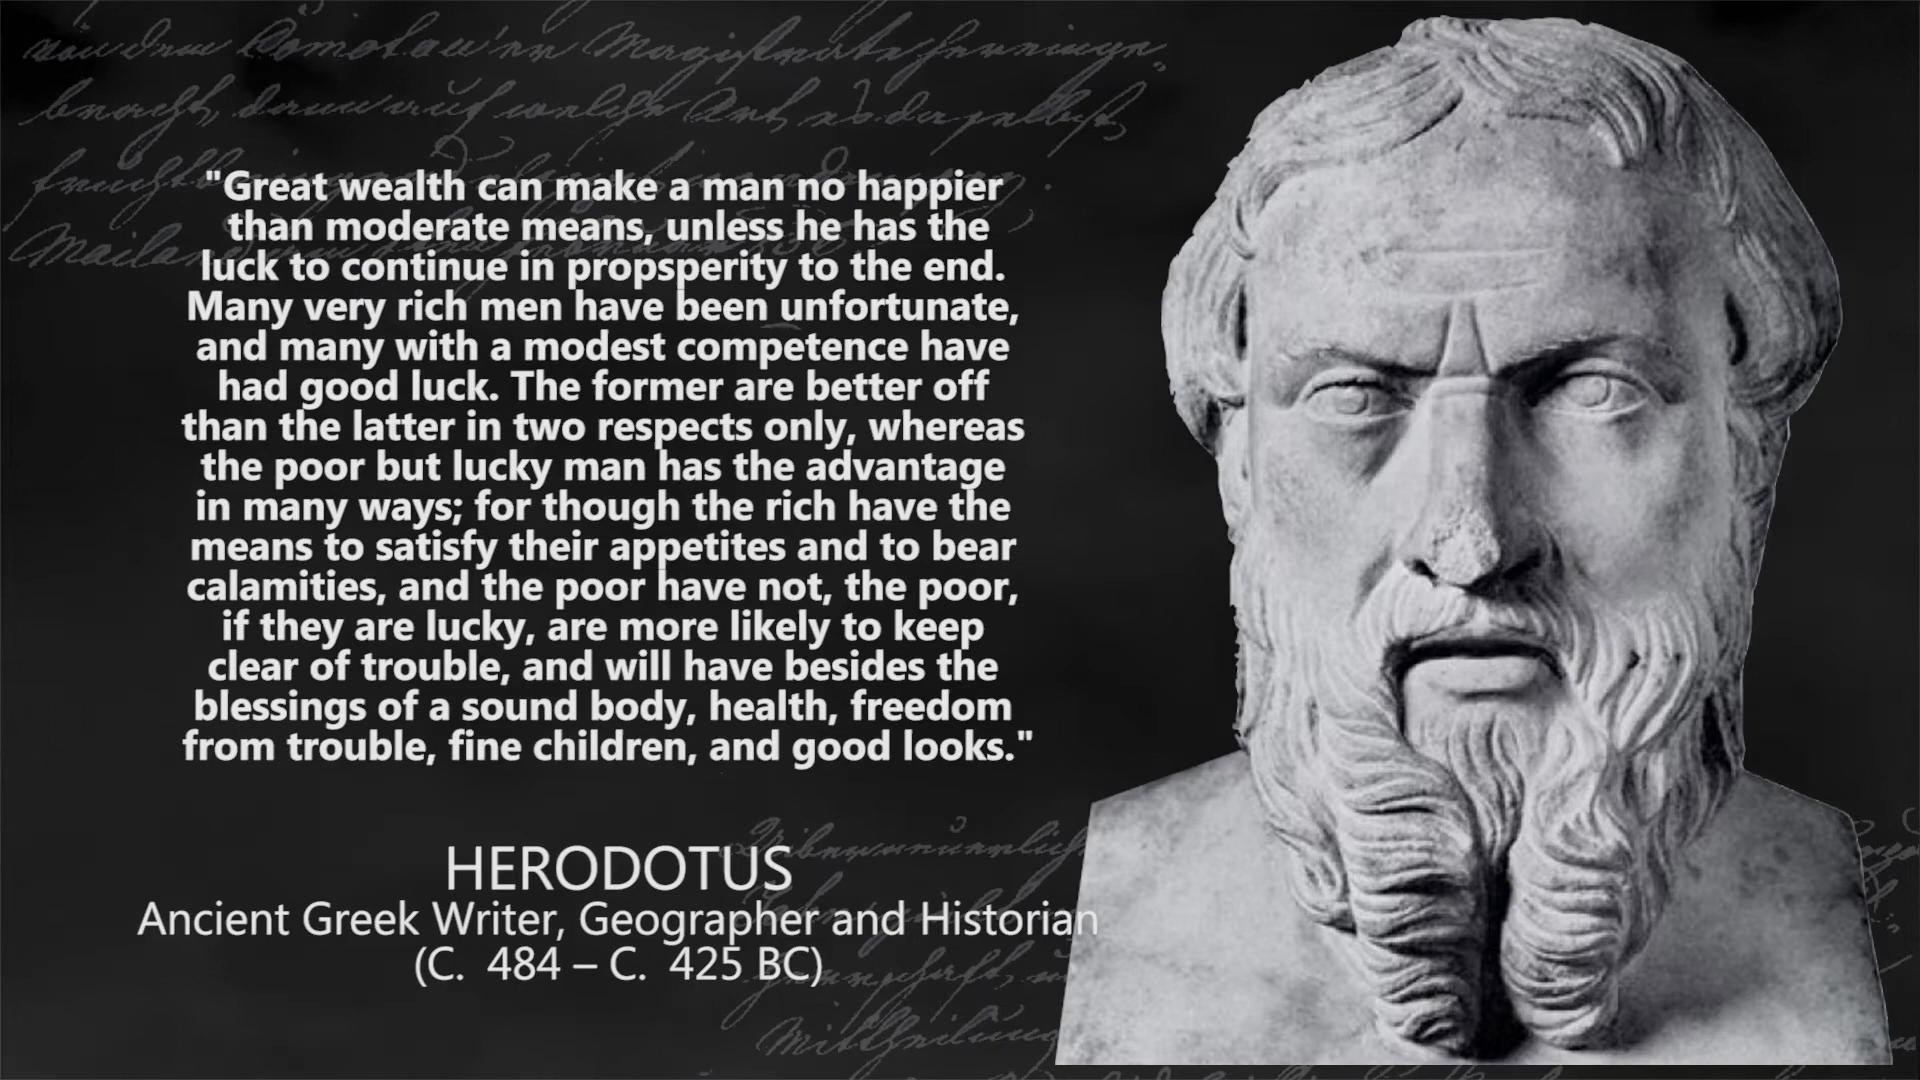 "Great wealth can make a man no happier
than moderate means, unless he has the
luck to continue in propsperity to the end.
Many very rich men have been unfortunate,
and many with a modest competence have
had good luck. The former are better off
than the latter in two respects only, whereas
the poor but lucky man has the advantage
in many ways; for though the rich have the
means to satisfy their appetites and to bear
calamities, and the poor have not, the poor,
if they are lucky, are more likely to keep
clear of trouble, and will have besides the
blessings of a sound body, health, freedom
from trouble, fine children, and good looks."
HERODOTUS
Ancient Greek Writer, Geographer and Historian
(C. 484 – C. 425 BC)